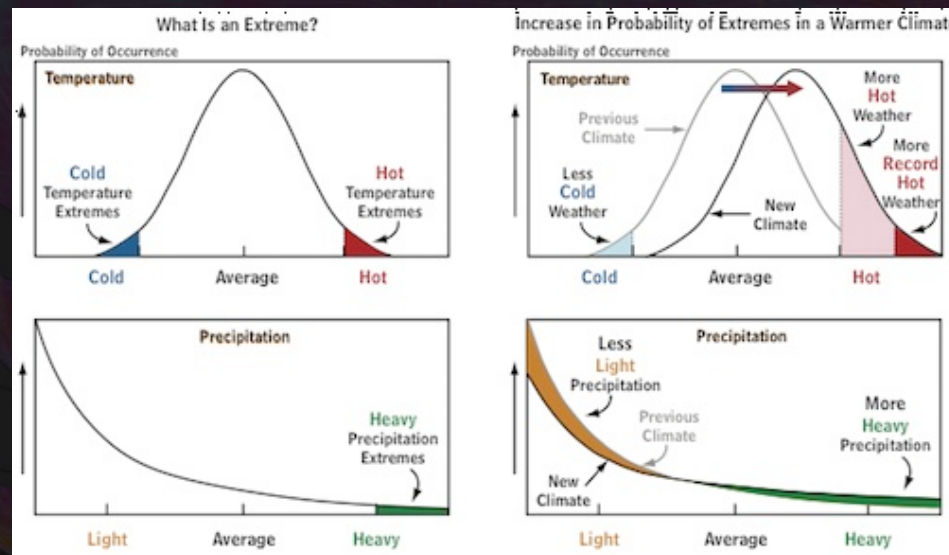 What Is an Extreme?
Probability of Occurrence
Temperature
Cold
Temperature
Extremes
Hot
Temperature
Extremes
Cold
Average
Hot
Increase in Probability of Extremes in a Warmer Climat
Probability of Occurrence
Temperature
Previous
Climate
More
Hot
Weather
More
Record
Hot
Weather
Less
Cold
Weather
New
Climate
Cold
Average
Hot
Precipitation
Heavy
Precipitation
Extremes
Light
Average
Heavy
Precipitation
Less
Light
Precipitation
Previous
Climate
New
Climate
More
Heavy
Precipitation
Light
Average
Heavy